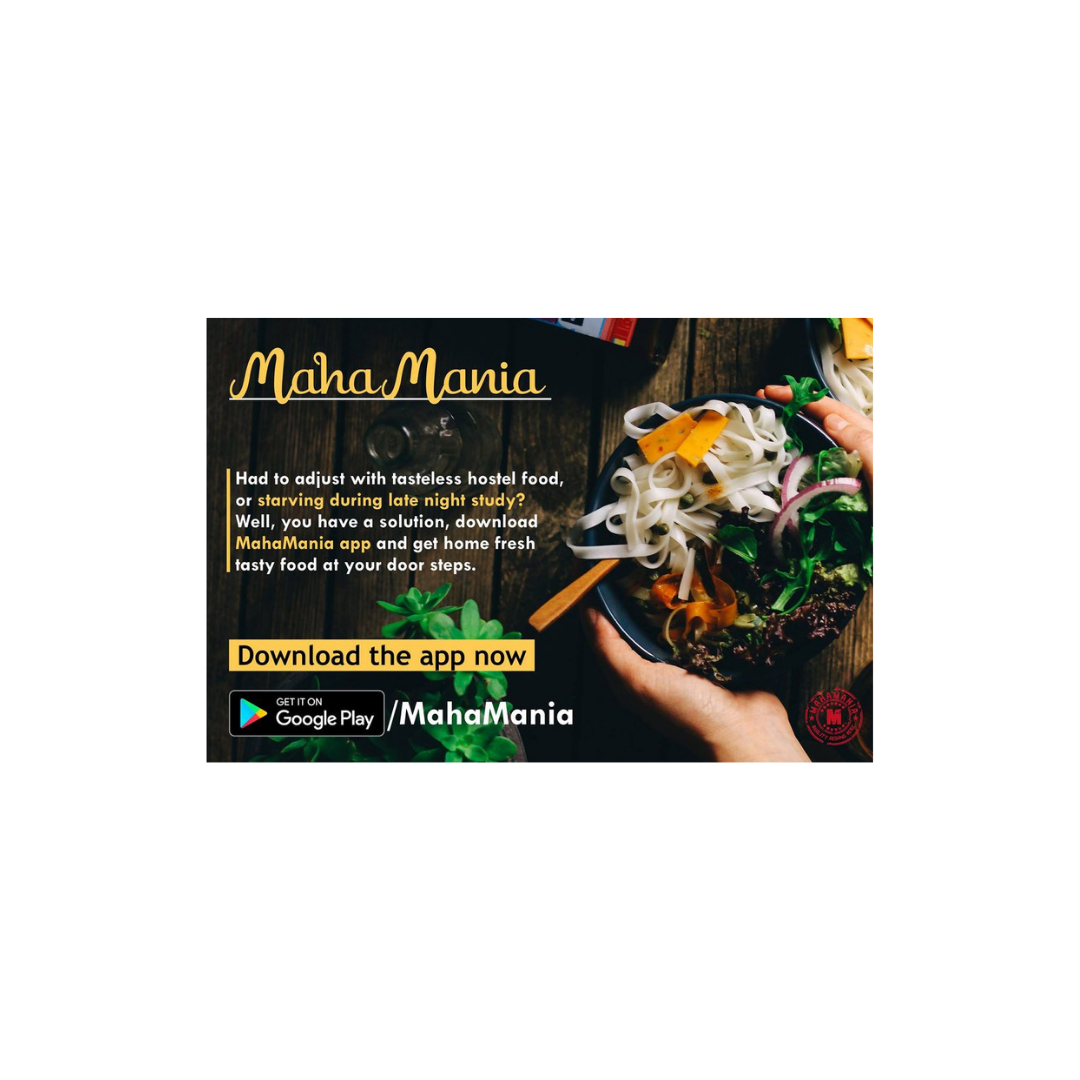 Maha Mania
Had to adjust with tasteless hostel food,
or starving during late night study?
Well, you have a solution, download
MahaMania app and get home fresh
tasty food at your door steps.
Download the app now
GET IT ON
Google Play /MahaMania
MAHAMANIA
M